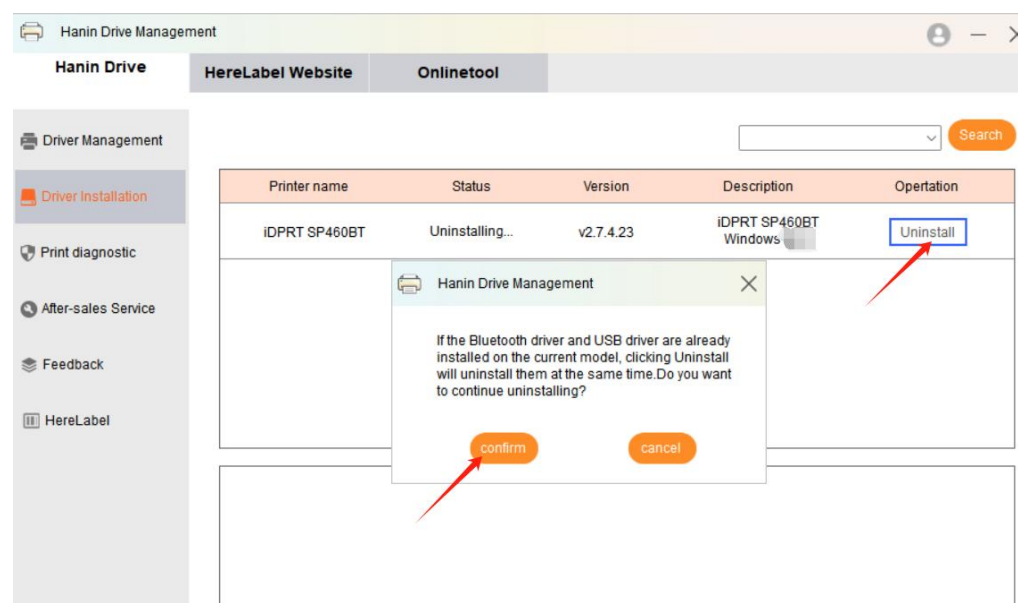 Hanin Drive Management
Hanin Drive
HereLabel Website
Onlinetool
Driver Management
Search
Driver Installation
Printer name Status Version Description Opertation
iDPRT SP460BT Uninstalling... v2.7.4.23 iDPRT SP460BT Uninstall
Windows
Print diagnostic
After-sales Service
Feedback
HereLabel
Hanin Drive Management
If the Bluetooth driver and USB driver are already
installed on the current model, clicking Uninstall
will uninstall them at the same time.Do you want
to continue uninstalling?
confirm cancel